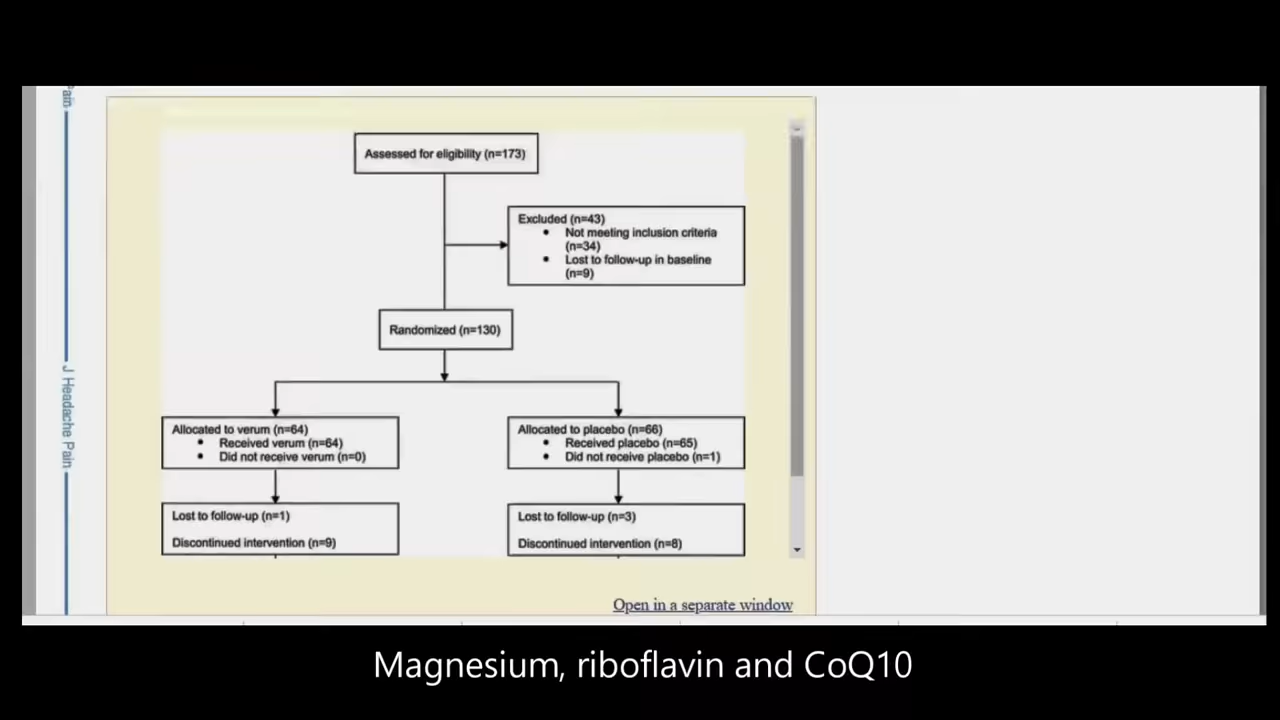 ain
J Headache Pain
Assessed for eligibility (n=173)
Excluded (n=43)
• Not meeting inclusion criteria
(n=34)
• Lost to follow-up in baseline
(n=9)
Randomized (n=130)
Allocated to verum (n=64)
• Received verum (n=64)
• Did not receive verum (n=0)
Allocated to placebo (n=66)
• Received placebo (n=65)
• Did not receive placebo (n=1)
Lost to follow-up (n=1)
Discontinued intervention (n=9)
Lost to follow-up (n=3)
Discontinued intervention (n=8)
Open in a separate window
Magnesium, riboflavin and CoQ10